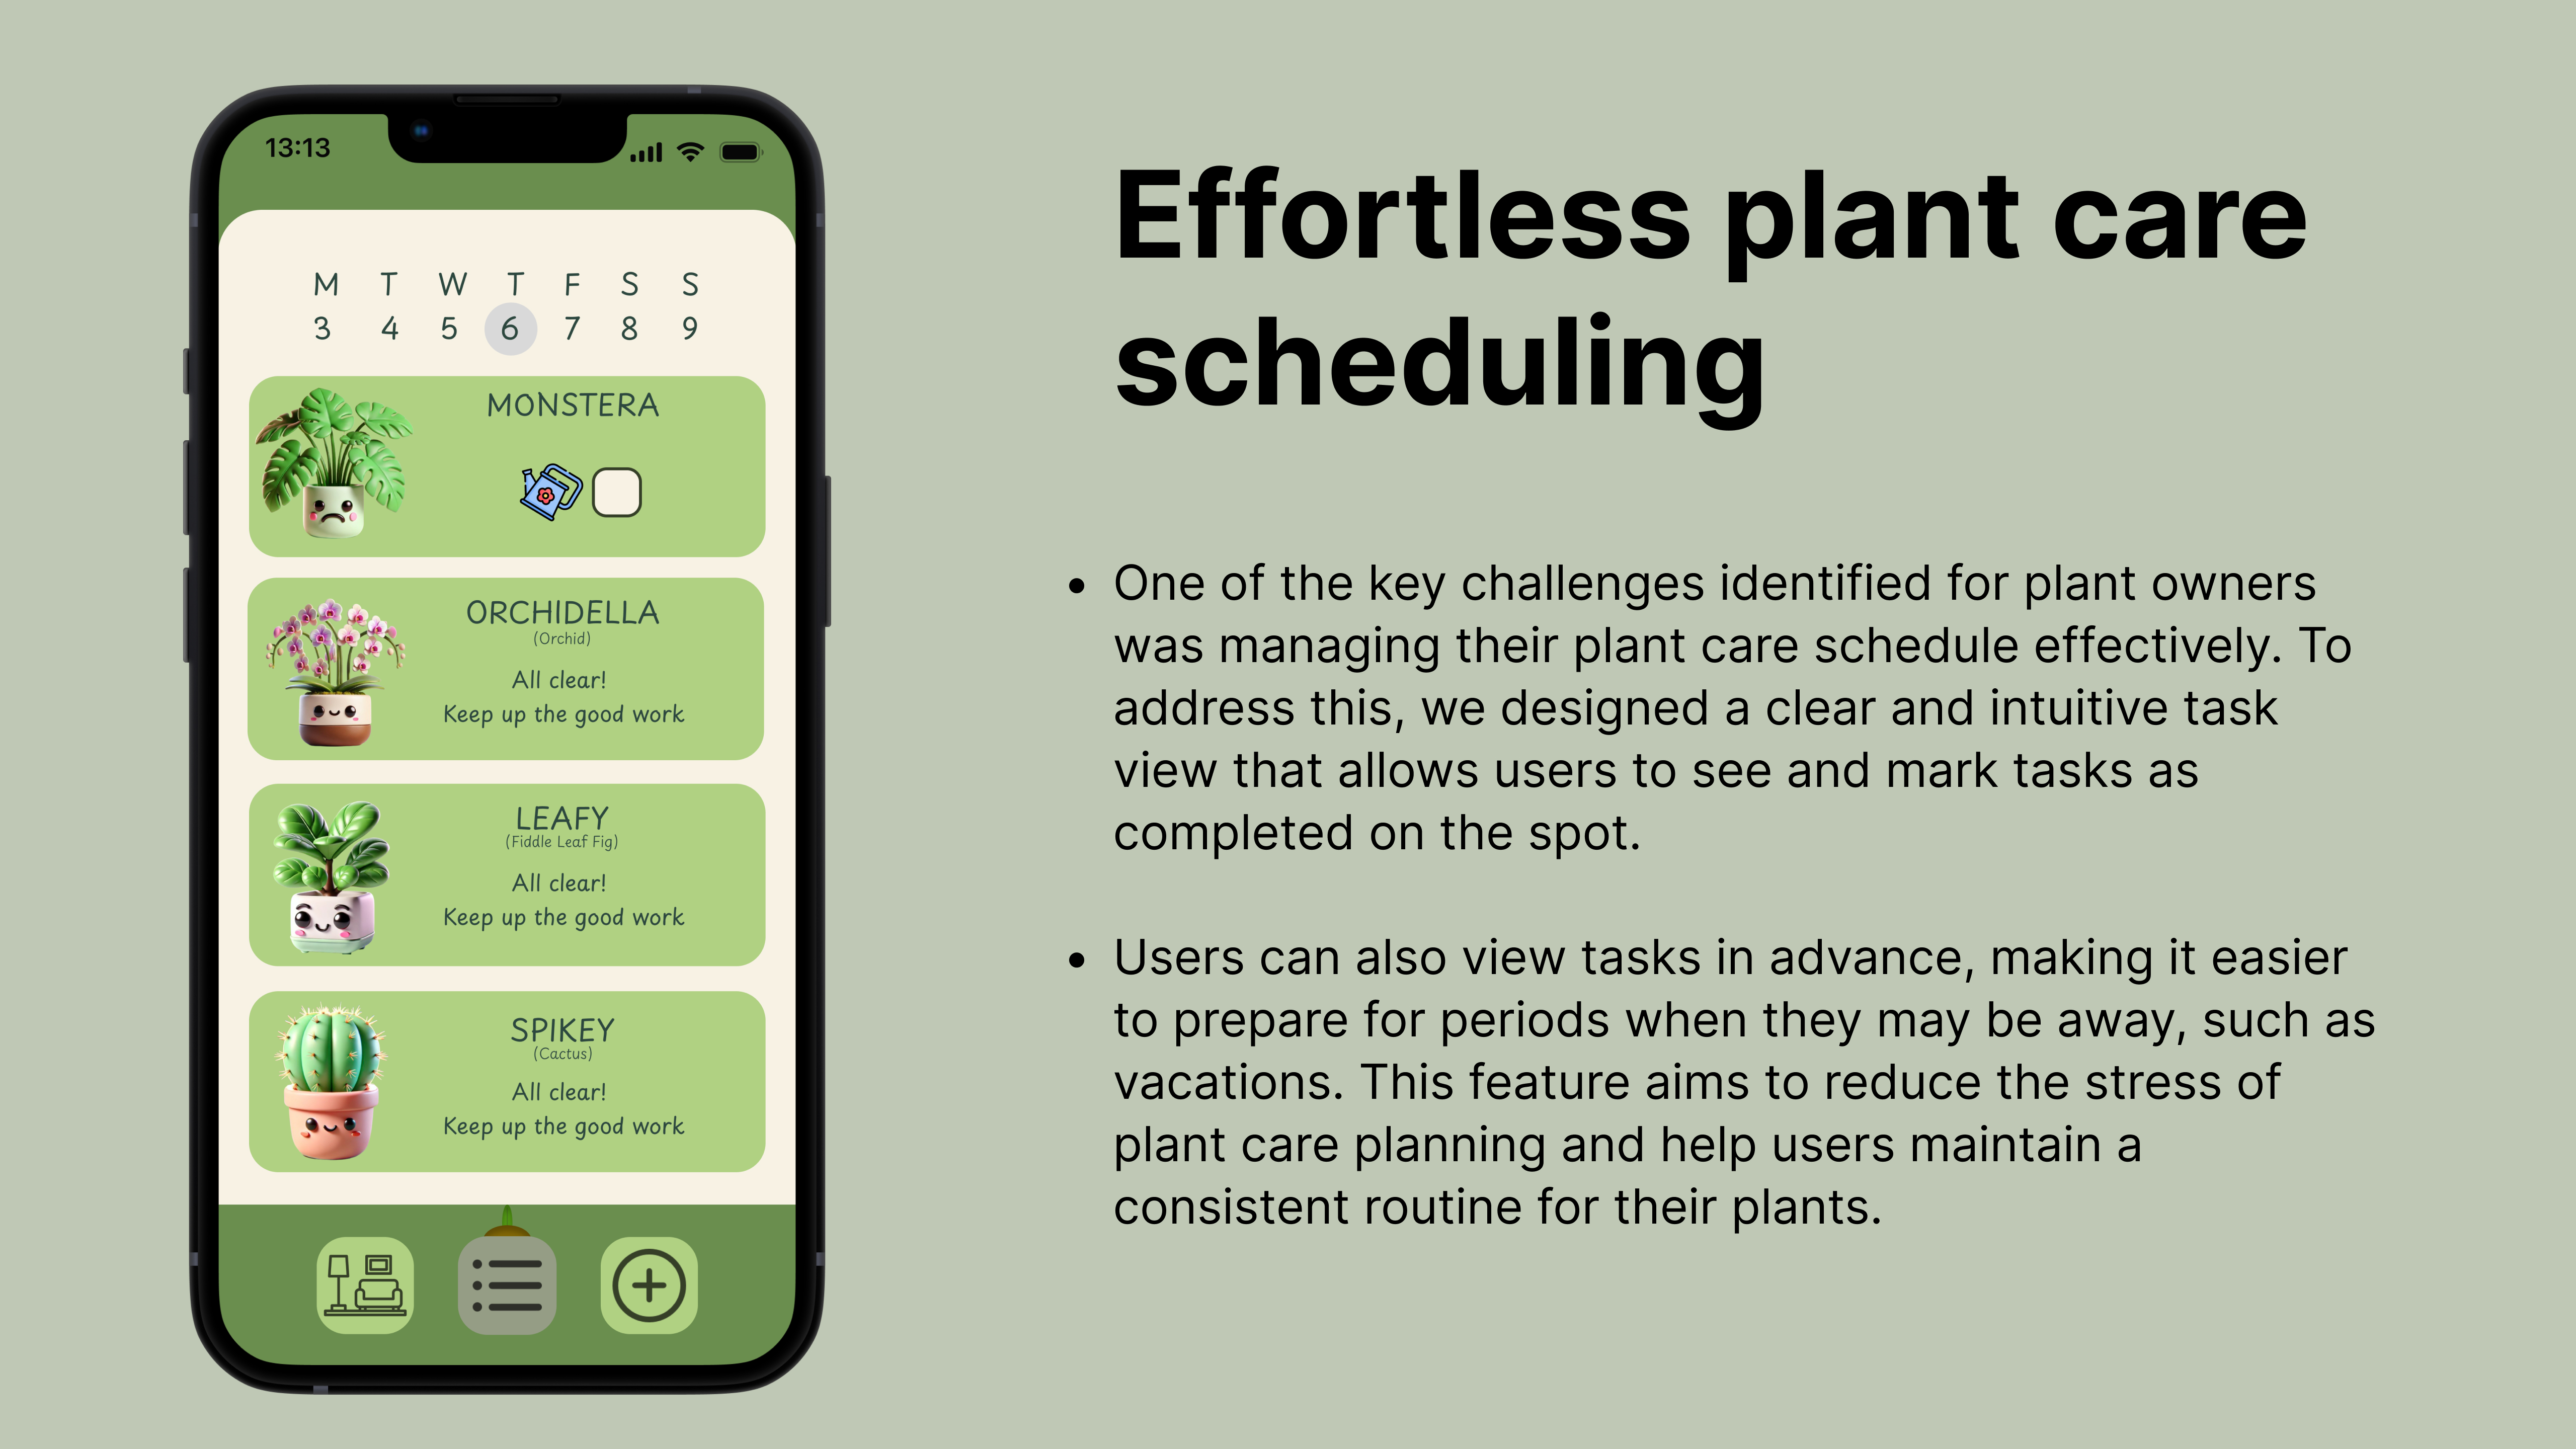 13:13
M T W T F S S
3 4 5 6 7 8 9
MONSTERA
ORCHIDELLA
(Orchid)
All clear!
Keep up the good work
LEAFY
(Fiddle Leaf Fig)
All clear!
Keep up the good work
SPIKEY
(Cactus)
All clear!
Keep up the good work
Effortless plant care
scheduling
• One of the key challenges identified for plant owners
was managing their plant care schedule effectively. To
address this, we designed a clear and intuitive task
view that allows users to see and mark tasks as
completed on the spot.
• Users can also view tasks in advance, making it easier
to prepare for periods when they may be away, such as
vacations. This feature aims to reduce the stress of
plant care planning and help users maintain a
consistent routine for their plants.